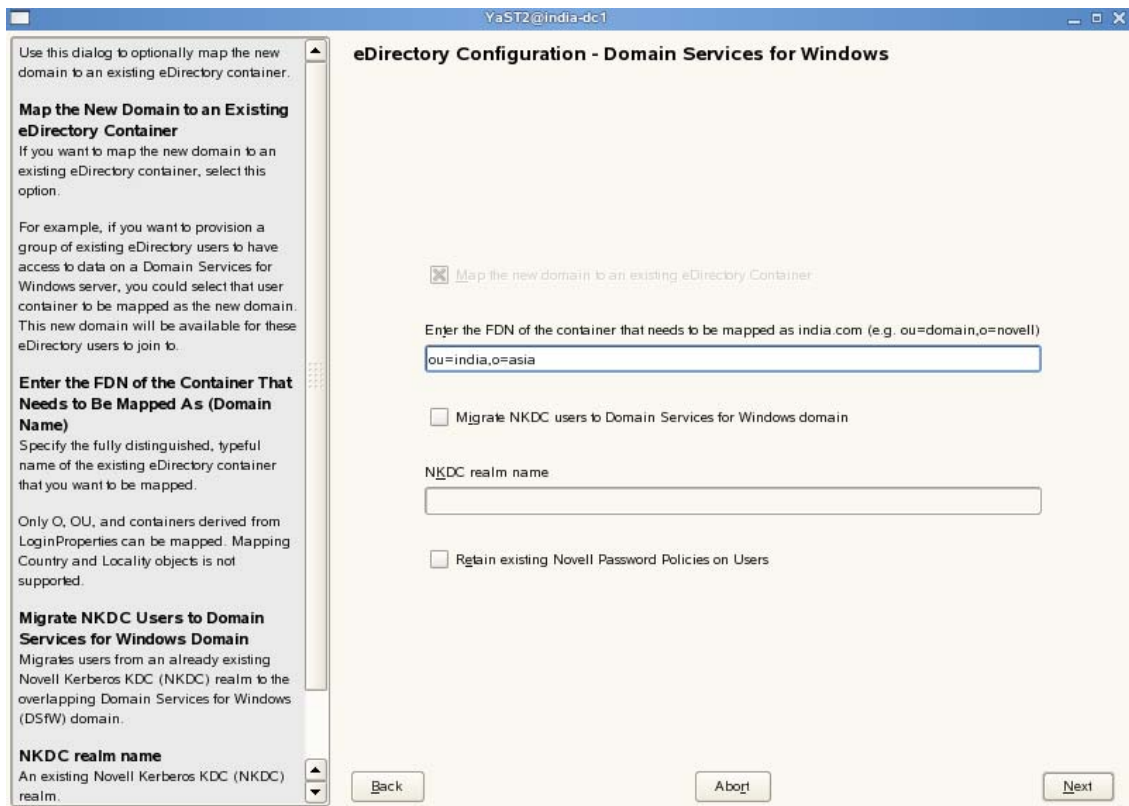 YaST2@india-dc1
Use this dialog to optionally map the new
domain to an existing eDirectory container.
Map the New Domain to an Existing
eDirectory Container
If you want to map the new domain to an
existing eDirectory container, select this
option.
For example, if you want to provision a
group of existing eDirectory users to have
access to data on a Domain Services for
Windows server, you could select that user
container to be mapped as the new domain.
This new domain will be available for these
eDirectory users to join to.
Enter the FDN of the Container That
Needs to Be Mapped As (Domain
Name)
Specify the fully distinguished, typeful
name of the existing eDirectory container
that you want to be mapped.
Only O, OU, and containers derived from
LoginProperties can be mapped. Mapping
Country and Locality objects is not
supported.
Migrate NKDC Users to Domain
Services for Windows Domain
Migrates users from an already existing
Novell Kerberos KDC (NKDC) realm to the
overlapping Domain Services for Windows
(DSfW) domain.
NKDC realm name
An existing Novell Kerberos KDC (NKDC)
realm.
eDirectory Configuration - Domain Services for Windows
Map the new domain to an existing eDirectory Container
Enter the FDN of the container that needs to be mapped as india.com (e.g. ou=domain,o=novell)
ou=india,o=asia
Migrate NKDC users to Domain Services for Windows domain
NKDC realm name
Retain existing Novell Password Policies on Users
Back
Abort
Next